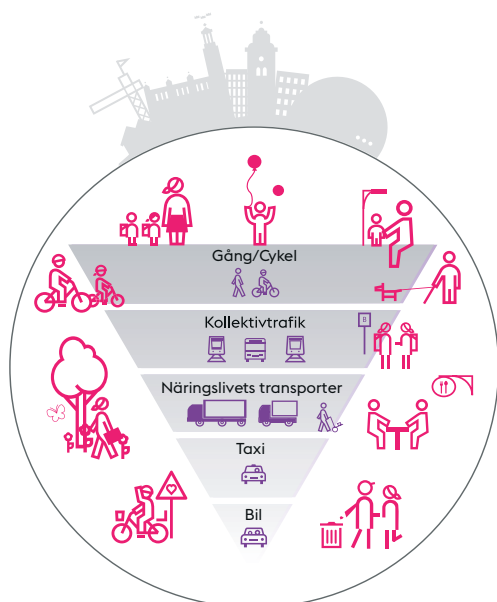 Gång/Cykel
Kollektivtrafik
B
Näringslivets transporter
Taxi
Bil